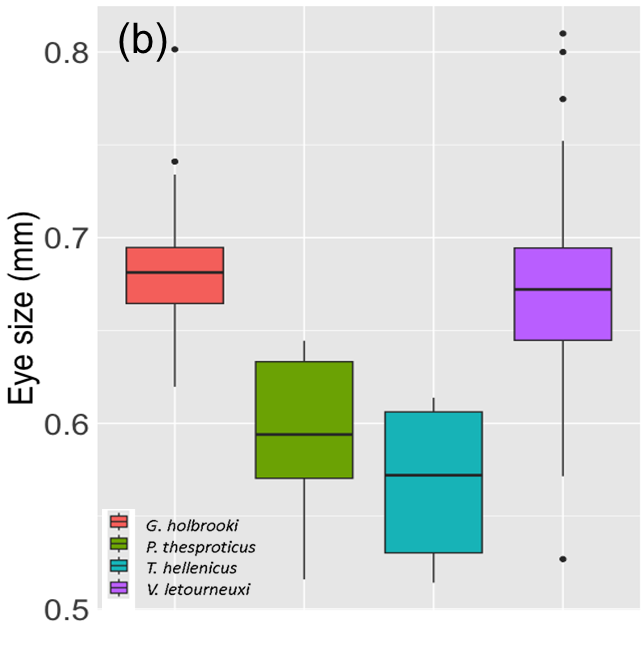 (b)
0.8
0.7
0.6
0.5
Eye size (mm)
G. holbrooki
P. thesproticus
T. hellenicus
V. letourneuxi